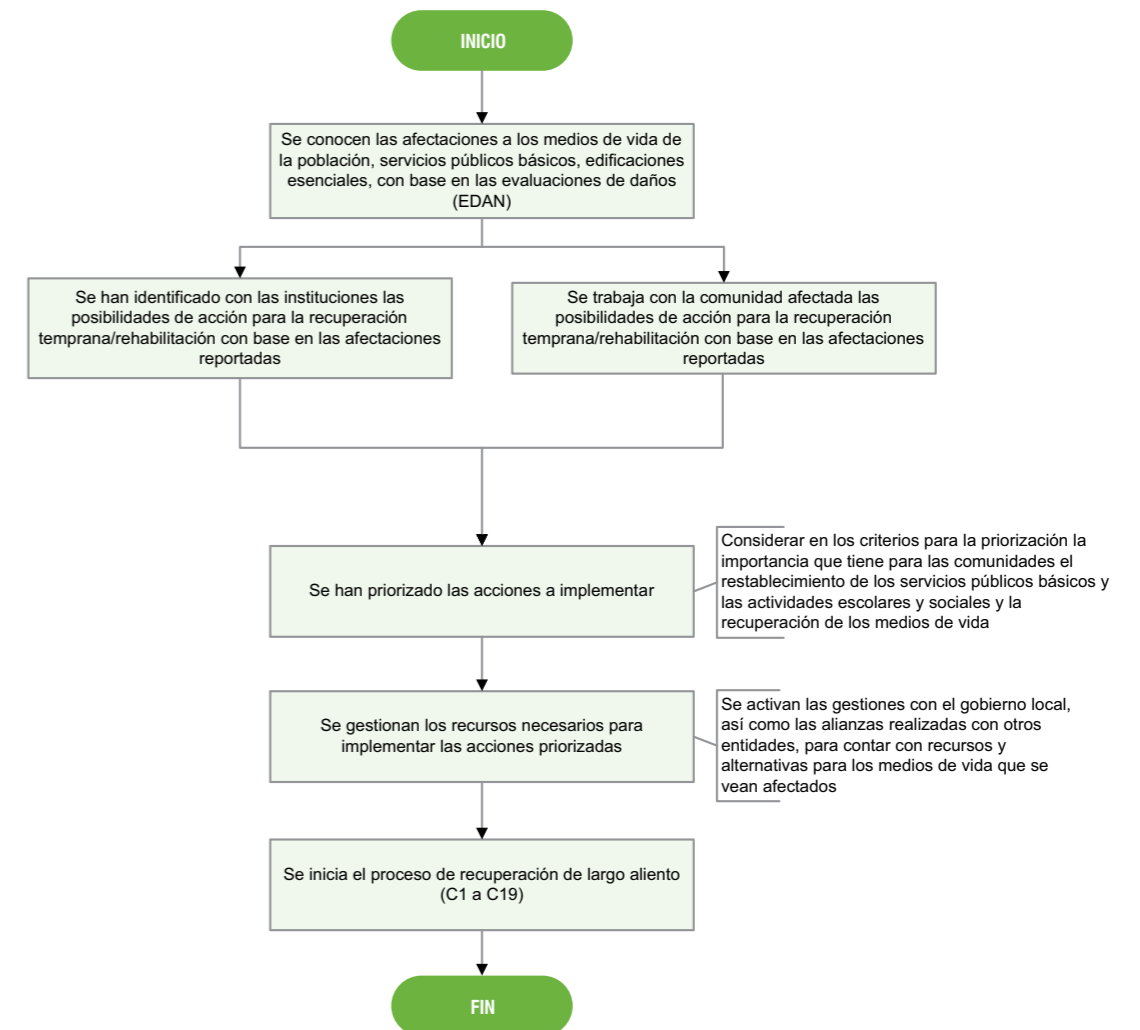 INICIO
Se conocen las afectaciones a los medios de vida de
la población, servicios públicos básicos, edificaciones
esenciales, con base en las evaluaciones de daños
(EDAN)
Se han identificado con las instituciones las
posibilidades de acción para la recuperación
temprana/rehabilitación con base en las afectaciones
reportadas
Se trabaja con la comunidad afectada las
posibilidades de acción para la recuperación
temprana/rehabilitación con base en las afectaciones
reportadas
Se han priorizado las acciones a implementar
Considerar en los criterios para la priorización la
importancia que tiene para las comunidades el
restablecimiento de los servicios públicos básicos y
las actividades escolares y sociales y la
recuperación de los medios de vida
Se gestionan los recursos necesarios para
implementar las acciones priorizadas
Se activan las gestiones con el gobierno local,
así como las alianzas realizadas con otros
entidades, para contar con recursos y
alternativas para los medios de vida que se
vean afectados
Se inicia el proceso de recuperación de largo aliento
(C1 a C19)
FIN